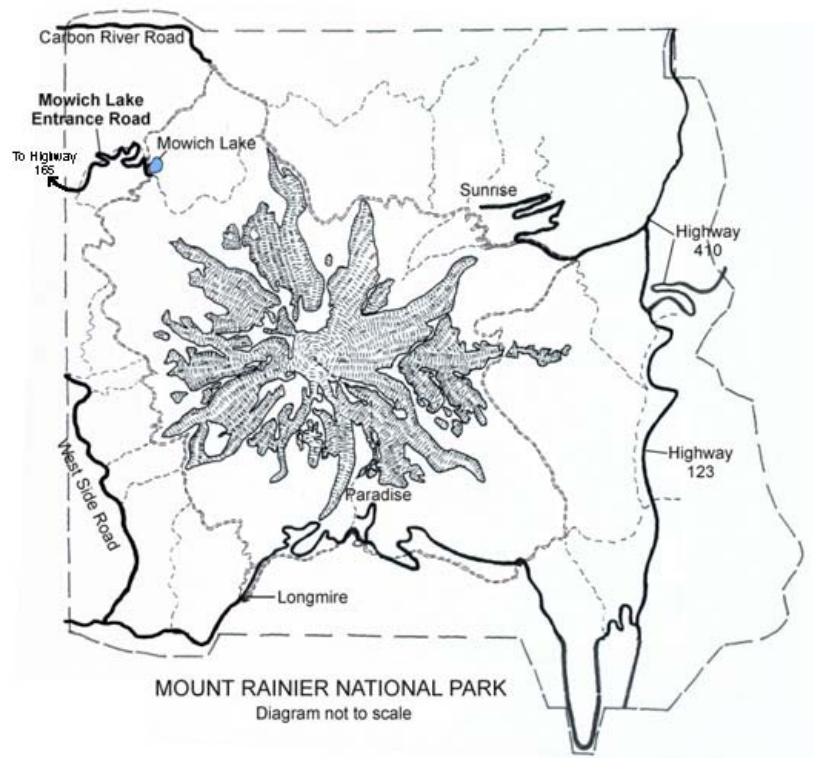 Carbon River Road
Mowich Lake
Entrance Road
Mowich Lake
To Highway
165
Sunrise
Highway
410
West Side Road
Highway
123
Paradise
Longmire
MOUNT RAINIER NATIONAL PARK
Diagram not to scale